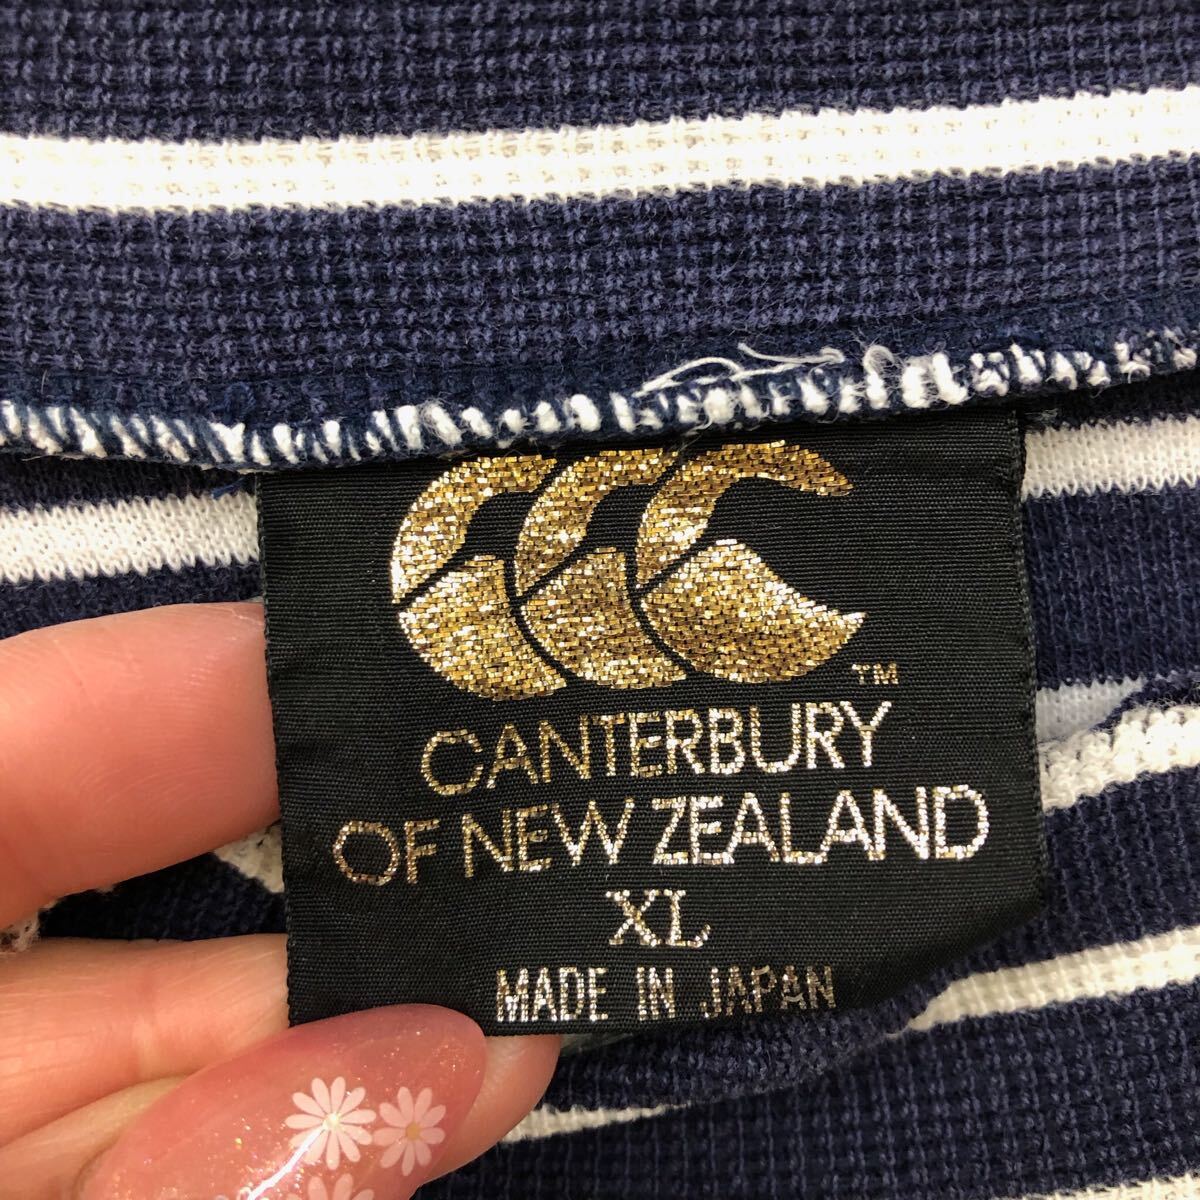 TM
CANTERBURY
OF NEW ZEALAND
XL
MADE IN JAPAN